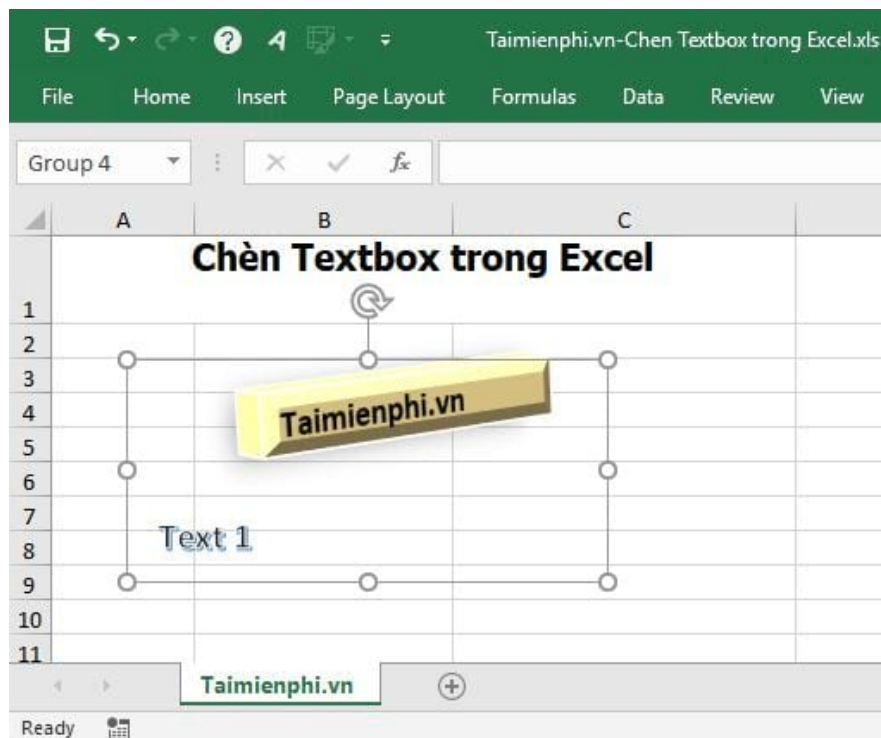 Taimienphi.vn-Chen Textbox trong Excel.xls
File Home Insert Page Layout Formulas Data Review View
Group 4 fx
A B C
Chèn Textbox trong Excel
1
2
3
4
Taimienphi.vn
5
6
7
Text 1
8
9
10
11
Taimienphi.vn
Ready